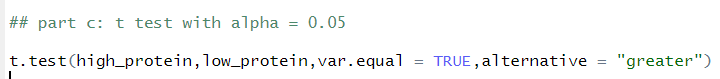 ## part c: t test with alpha = 0.05
t.test(high_protein,low_protein,var.equal = TRUE,alternative = "greater")